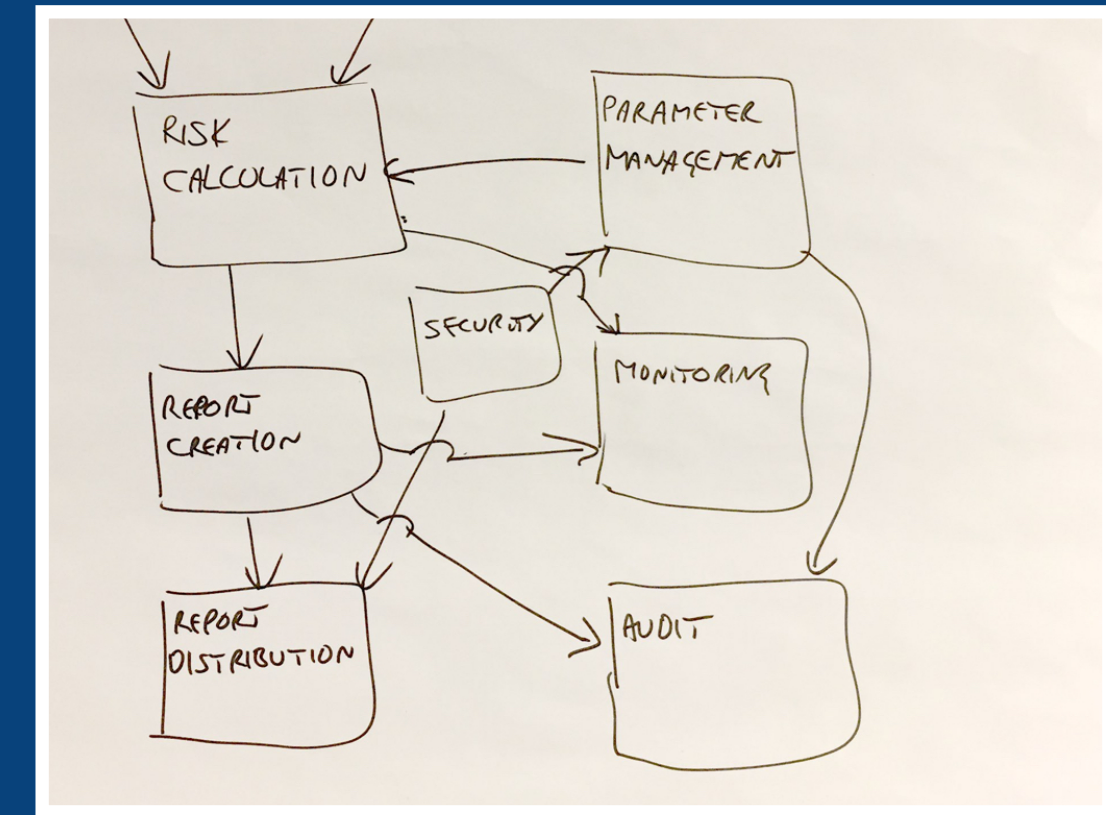 RISK
CALCULATION
PARAMETER
MANAGEMENT
SECURITY
MONITORING
REPORT
CREATION
REPORT
DISTRIBUTION
AUDIT